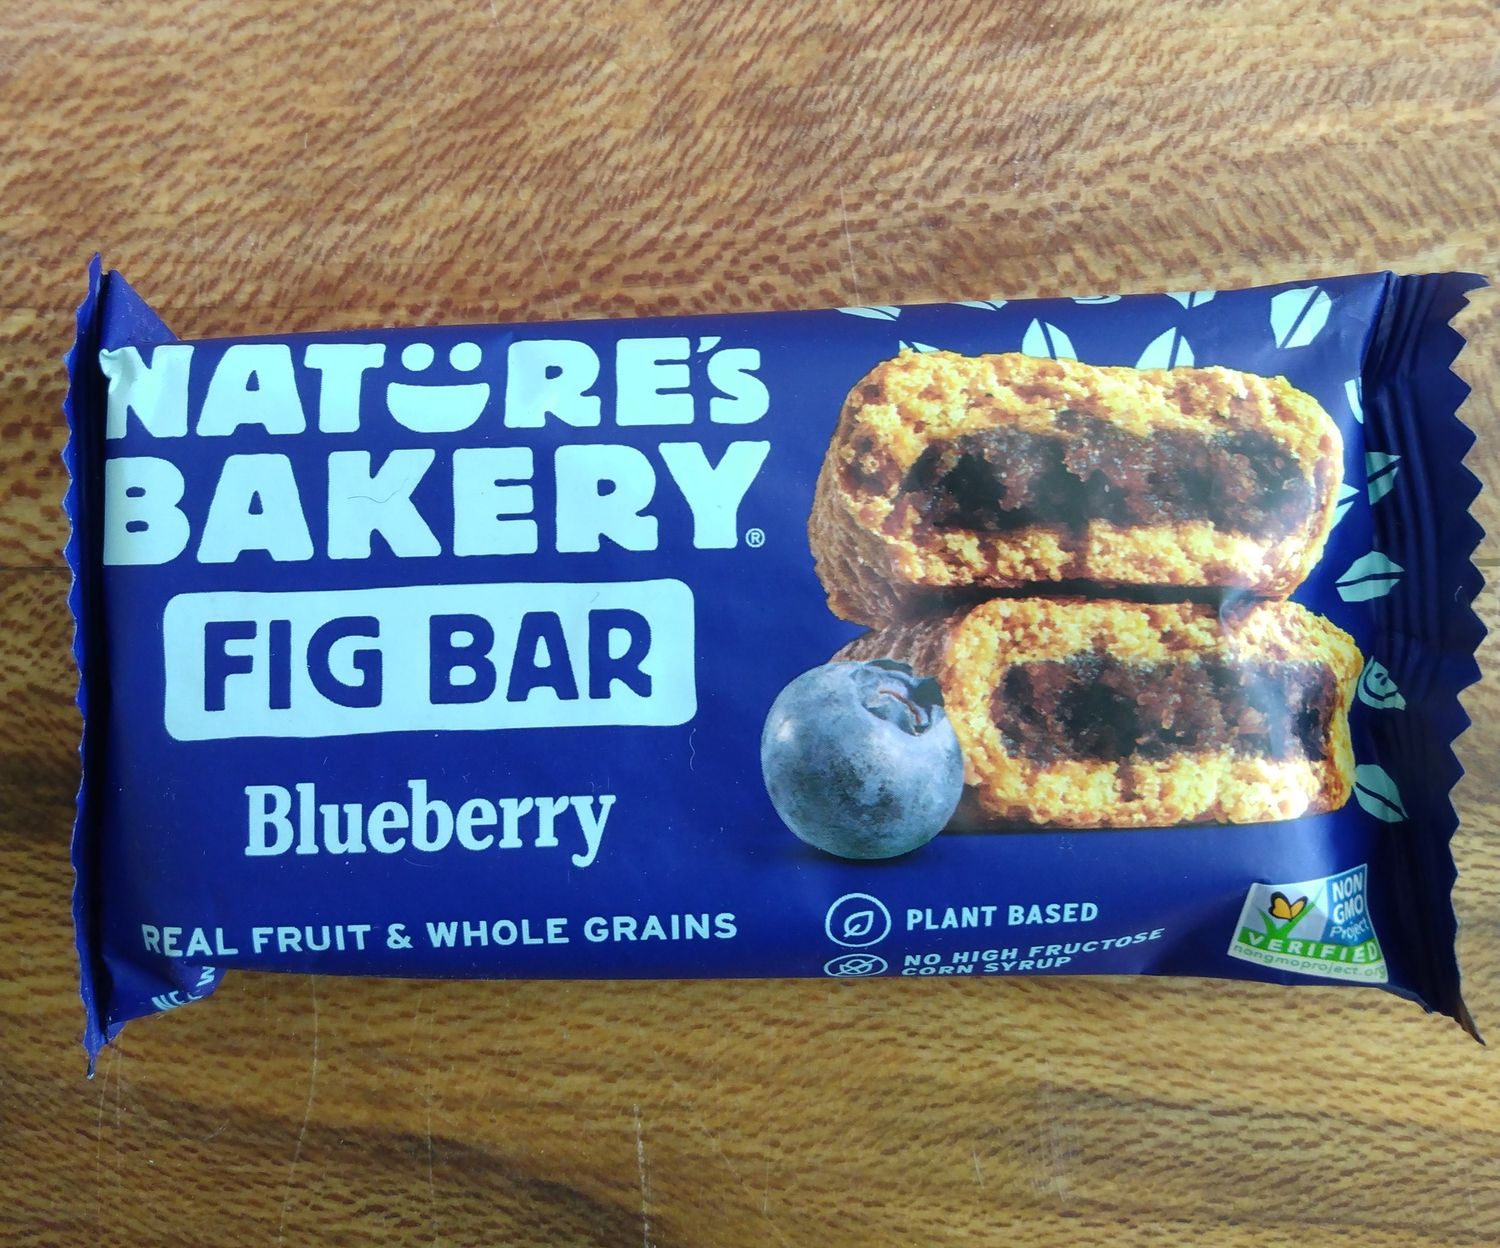 NATURE'S
BAKERY®
FIG BAR
Blueberry
REAL FRUIT & WHOLE GRAINS
PLANT BASED
NO HIGH FRUCTOSE
CORN SYRUP
NON
GMO
Project
VERIFIED
nongmoproject.org